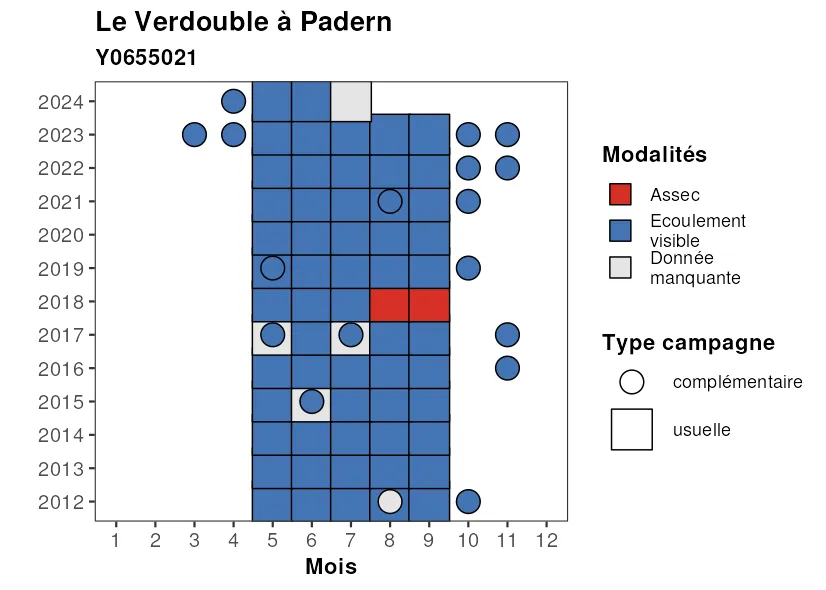 Le Verdouble à Padern
Y0655021
2024
2023
2022
2021
2020
2019
2018
2017
2016
2015
2014
2013
2012
1 2 3 4 5 6 7 8 9 10 11 12
Mois
Modalités
Assec
Ecoulement
visible
Donnée
manquante
Type campagne
complémentaire
usuelle